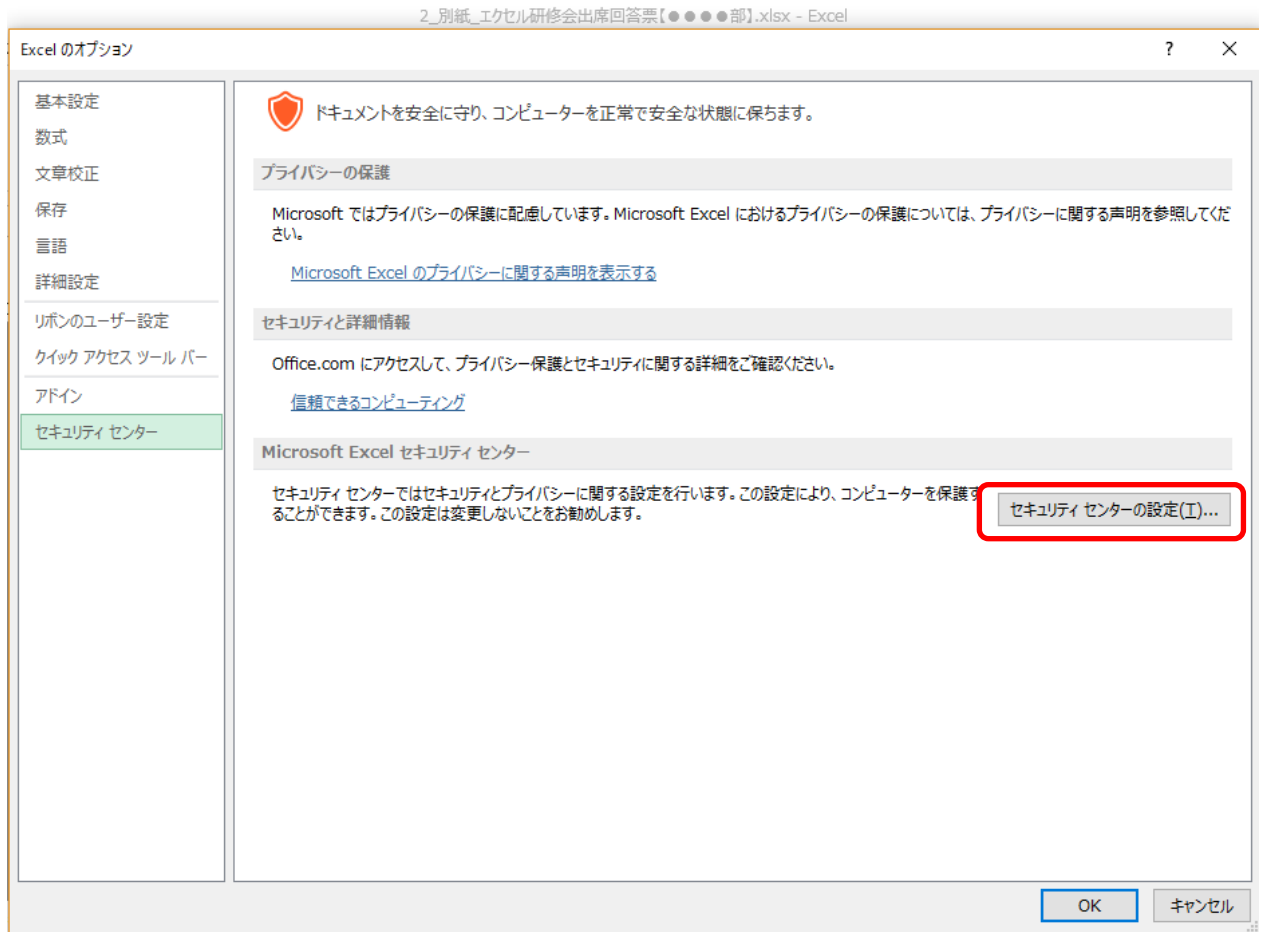 2_別紙_エクセル研修会出席回答票【●●●●部】.xlsx - Excel
Excel のオプション
?
基本設定
数式
文章校正
保存
言語
詳細設定
リボンのユーザー設定
クイック アクセス ツール バー
アドイン
セキュリティ センター
ドキュメントを安全に守り、コンピューターを正常で安全な状態に保ちます。
プライバシーの保護
Microsoft ではプライバシーの保護に配慮しています。Microsoft Excel におけるプライバシーの保護については、プライバシーに関する声明を参照してくだ
さい。
Microsoft Excel のプライバシーに関する声明を表示する
セキュリティと詳細情報
Office.com にアクセスして、プライバシー保護とセキュリティに関する詳細をご確認ください。
信頼できるコンピューティング
Microsoft Excel セキュリティ センター
セキュリティ センターではセキュリティとプライバシーに関する設定を行います。この設定により、コンピューターを保護す
ることができます。この設定は変更しないことをお勧めします。
セキュリティ センターの設定(T)...
OK
キャンセル